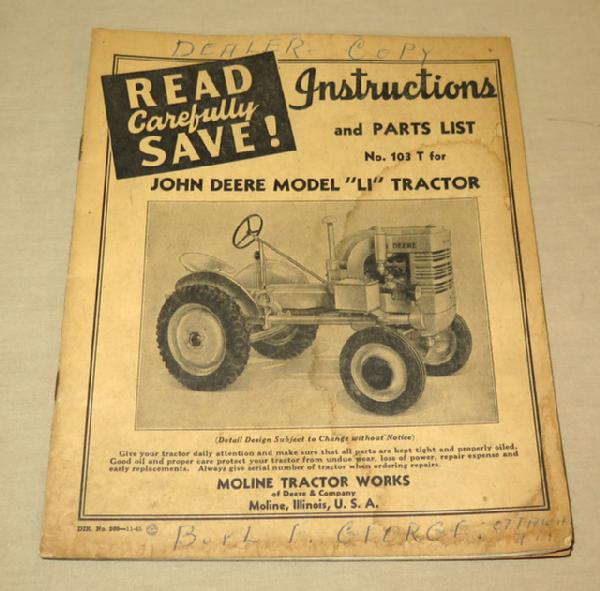 DEALER. COPY
READ
Carefully
SAVE!
Instructions
and PARTS LIST
No. 103 T for
JOHN DEERE MODEL "LI" TRACTOR
DEERE
(Detail Design Subject to Change without Notice)
Give your tractor daily attention and make sure that all parts are kept tight and properly oiled.
Good oil and proper care protect your tractor from undue wear, loss of power, repair expense and
early replacements. Always give serial number of tractor when ordering repairs.
MOLINE TRACTOR WORKS
of Deere & Company
Moline, Illinois, U. S. A.
GEORGE